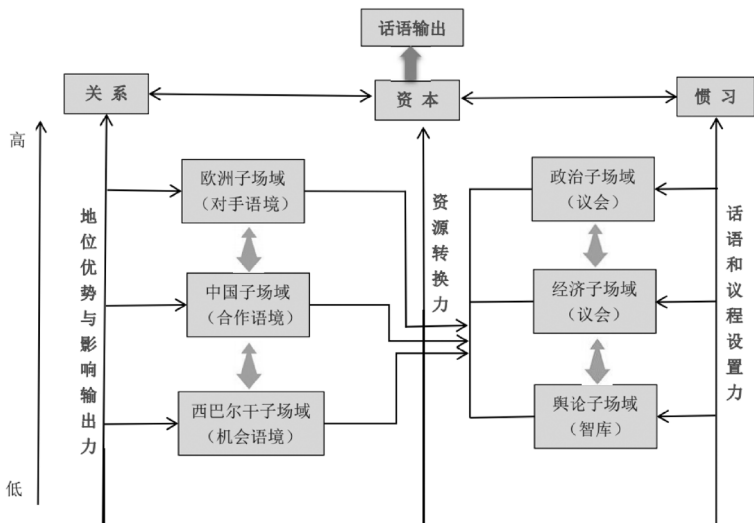 话语输出
关 系
资 本
惯 习
高
欧洲子场域
（对手语境）
政治子场域
（议会）
地位优势与影响输出力
资源转换力
话语和议程设置力
中国子场域
（合作语境）
经济子场域
（议会）
西巴尔干子场域
（机会语境）
舆论子场域
（智库）
低